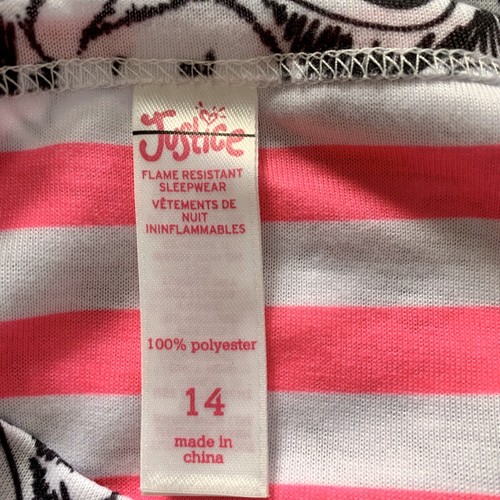 Justice
FLAME RESISTANT
SLEEPWEAR
VÊTEMENTS DE
NUIT
ININFLAMMABLES
100% polyester
14
made in
china